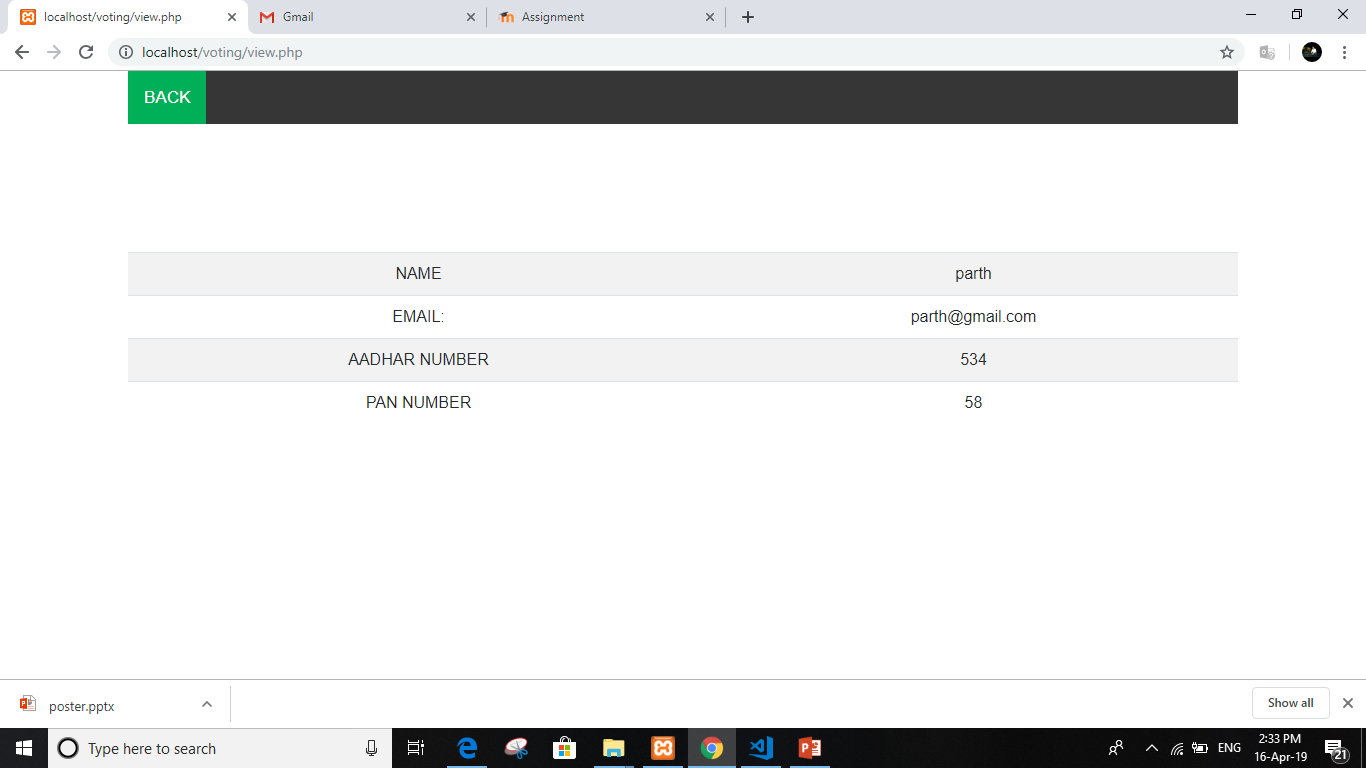 localhost/voting/view.php
Gmail
Assignment
localhost/voting/view.php
BACK
NAME parth
EMAIL: parth@gmail.com
AADHAR NUMBER 534
PAN NUMBER 58
poster.pptx
Show all
Type here to search
ENG
2:33 PM
16-Apr-19
21